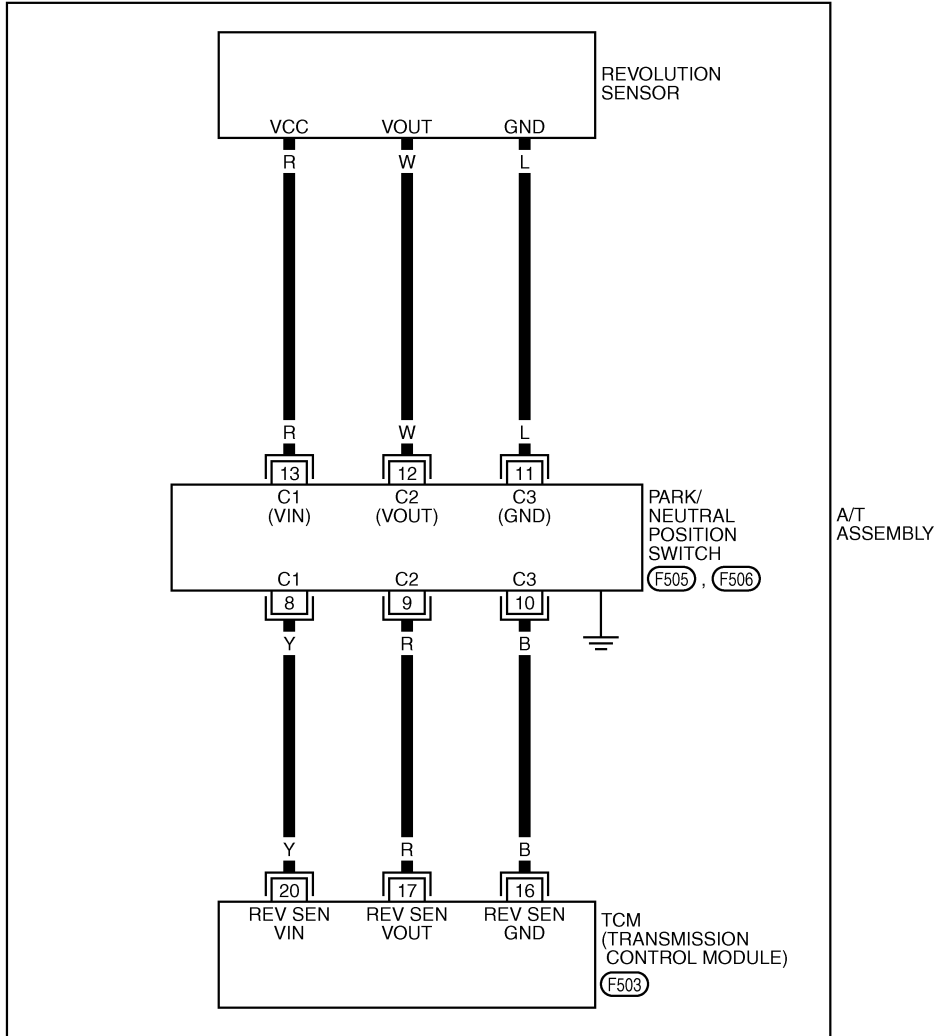 REVOLUTION
SENSOR
VCC VOUT GND
R W L
R W L
13 12 11
C1 C2 C3
(VIN) (VOUT) (GND)
PARK/
NEUTRAL
POSITION
SWITCH
F505 , F506
A/T
ASSEMBLY
C1 C2 C3
8 9 10
Y R B
Y R B
20 17 16
REV SEN REV SEN REV SEN
VIN VOUT GND
TCM
(TRANSMISSION
CONTROL MODULE)
F503